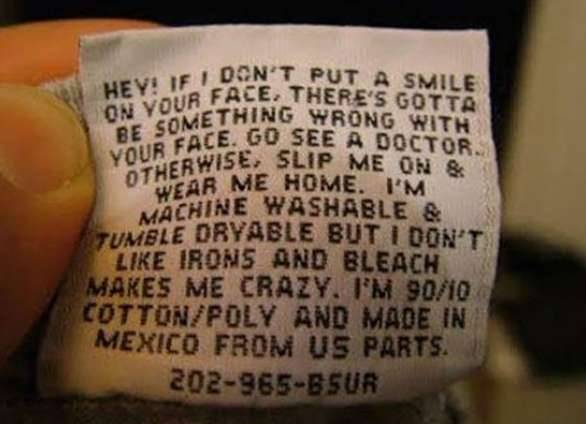 HEY! IF I DON'T PUT A SMILE
ON YOUR FACE, THERE'S GOTTA
BE SOMETHING WRONG WITH
YOUR FACE. GO SEE A DOCTOR.
OTHERWISE, SLIP ME ON &
WEAR ME HOME. I'M
MACHINE WASHABLE &
TUMBLE DRYABLE BUT I DON'T
LIKE IRONS AND BLEACH
MAKES ME CRAZY. I'M 90/10
COTTON/POLY AND MADE IN
MEXICO FROM US PARTS.
202-965-BSUR